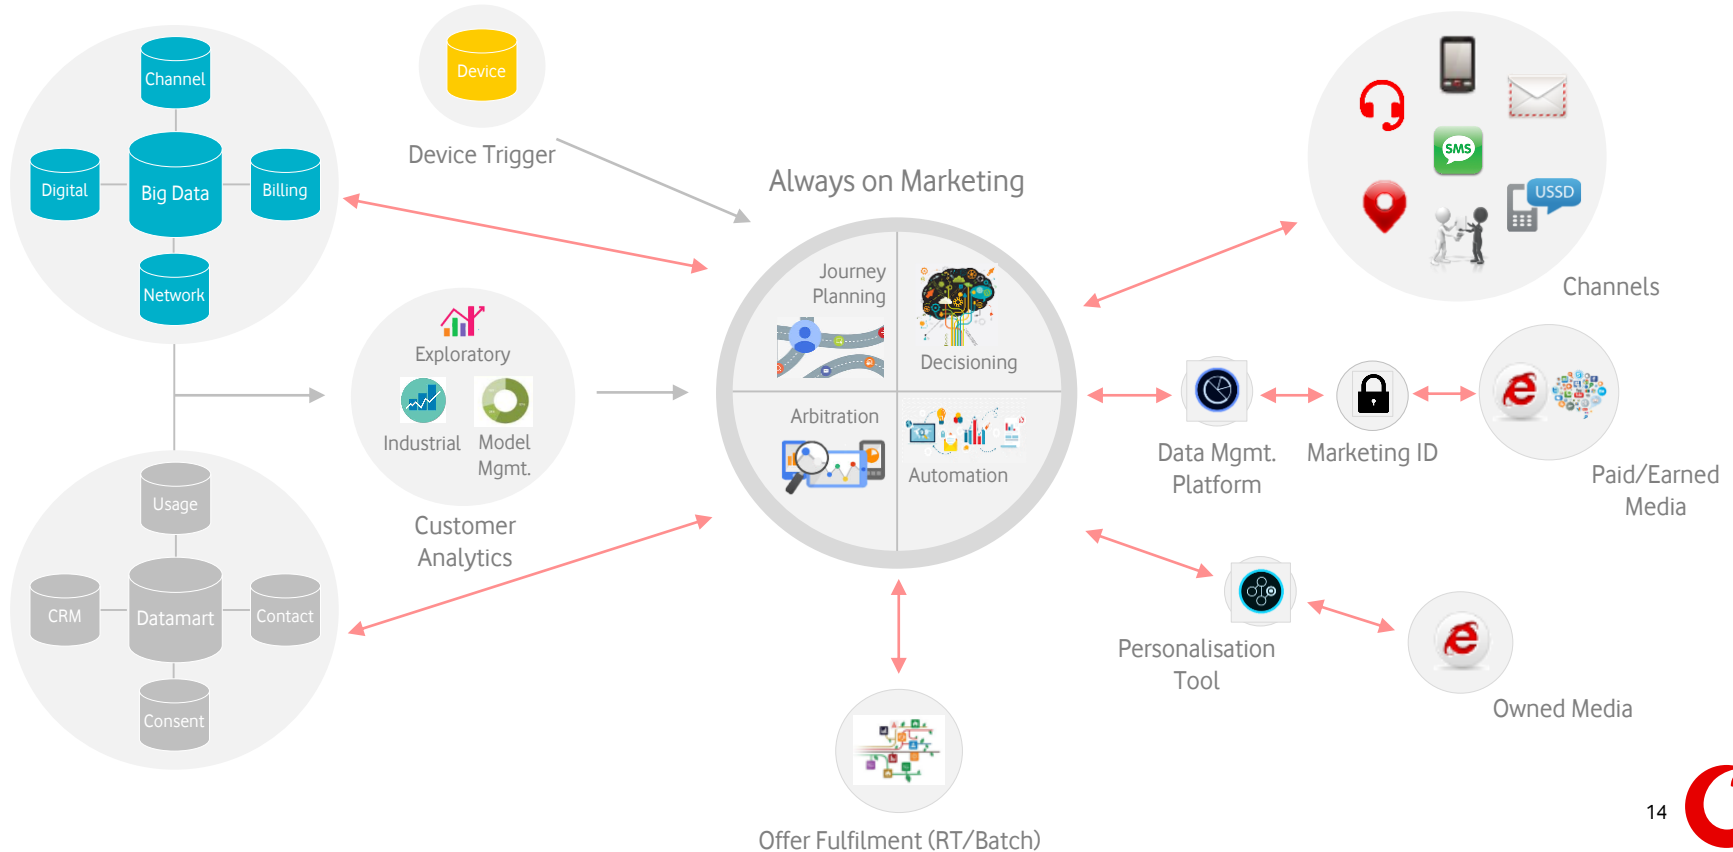 Channel
Digital
Big Data
Billing
Network
Device
Device Trigger
Exploratory
Industrial
Model
Mgmt.
Customer
Analytics
Usage
CRM
Datamart
Contact
Consent
Always on Marketing
Journey
Planning
Decisioning
Arbitration
Automation
Offer Fulfilment (RT/Batch)
SMS
USSD
Channels
Data Mgmt.
Platform
Marketing ID
Paid/Earned
Media
Personalisation
Tool
Owned Media
14